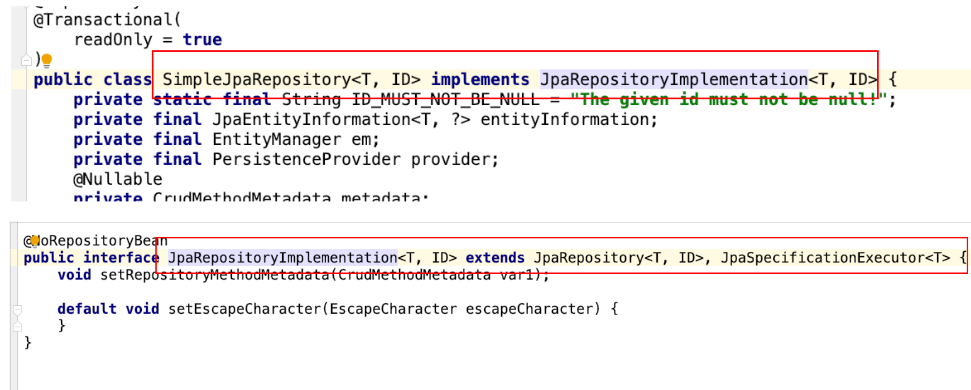 @Transactional(
readOnly = true
)
public class SimpleJpaRepository<T, ID> implements JpaRepositoryImplementation<T, ID> {
private static final String ID_MUST_NOT_BE_NULL = "The given id must not be null!";
private final JpaEntityInformation<T, ?> entityInformation;
private final EntityManager em;
private final PersistenceProvider provider;
@Nullable
private CrudMethodMetadata metadata;
@NoRepositoryBean
public interface JpaRepositoryImplementation<T, ID> extends JpaRepository<T, ID>, JpaSpecificationExecutor<T> {
void setRepositoryMethodMetadata(CrudMethodMetadata var1);
default void setEscapeCharacter(EscapeCharacter escapeCharacter) {
}
}